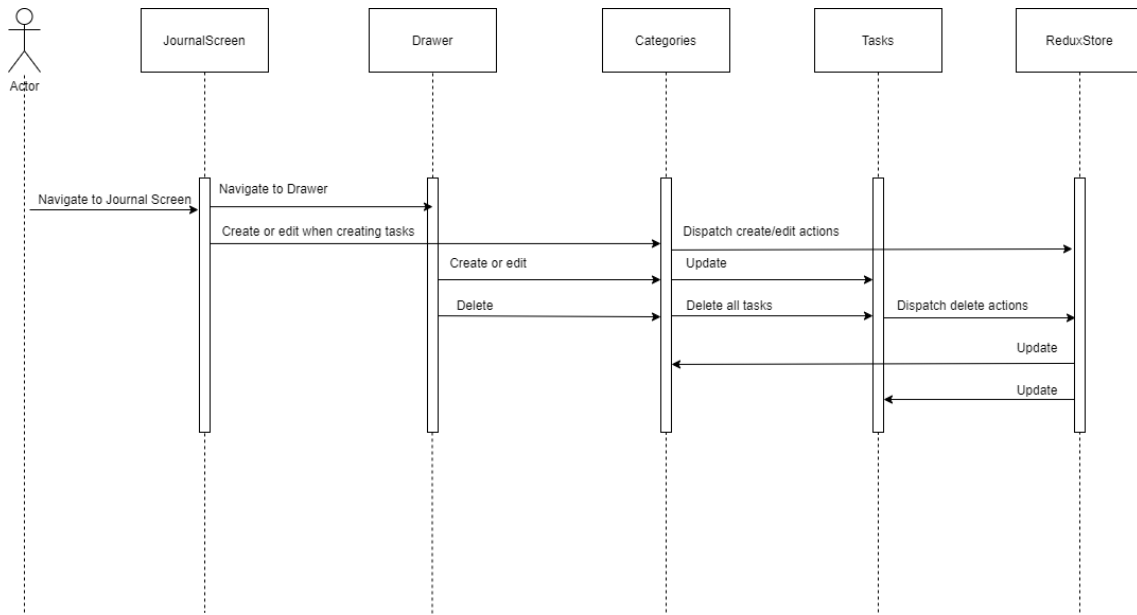 JournalScreen
Drawer
Categories
Tasks
ReduxStore
Actor
Navigate to Journal Screen
Navigate to Drawer
Create or edit when creating tasks
Dispatch create/edit actions
Create or edit
Update
Delete
Delete all tasks
Dispatch delete actions
Update
Update